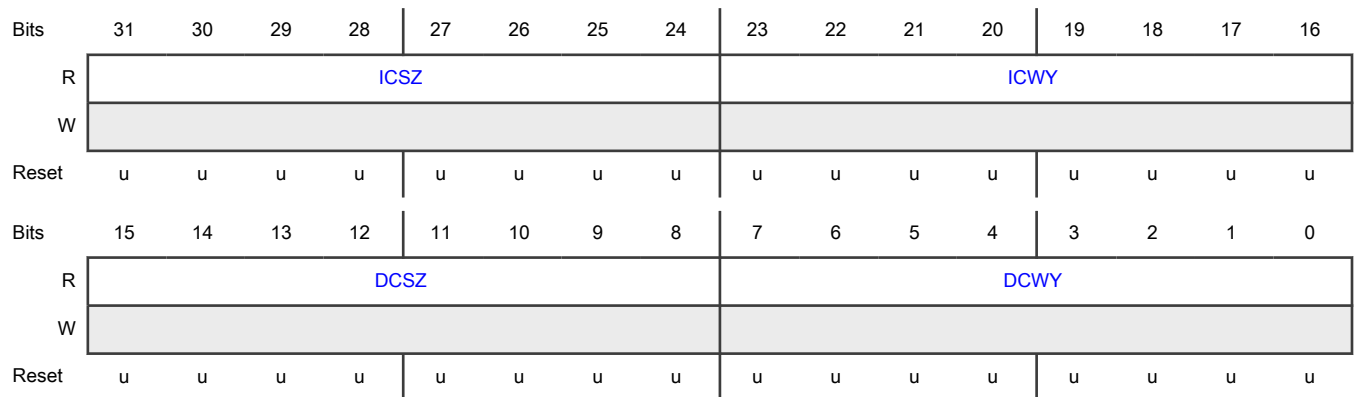 Bits 31 30 29 28 27 26 25 24 23 22 21 20 19 18 17 16
R ICSZ ICWY
W
Reset u u u u u u u u u u u u u u u u
Bits 15 14 13 12 11 10 9 8 7 6 5 4 3 2 1 0
R DCSZ DCWY
W
Reset u u u u u u u u u u u u u u u u